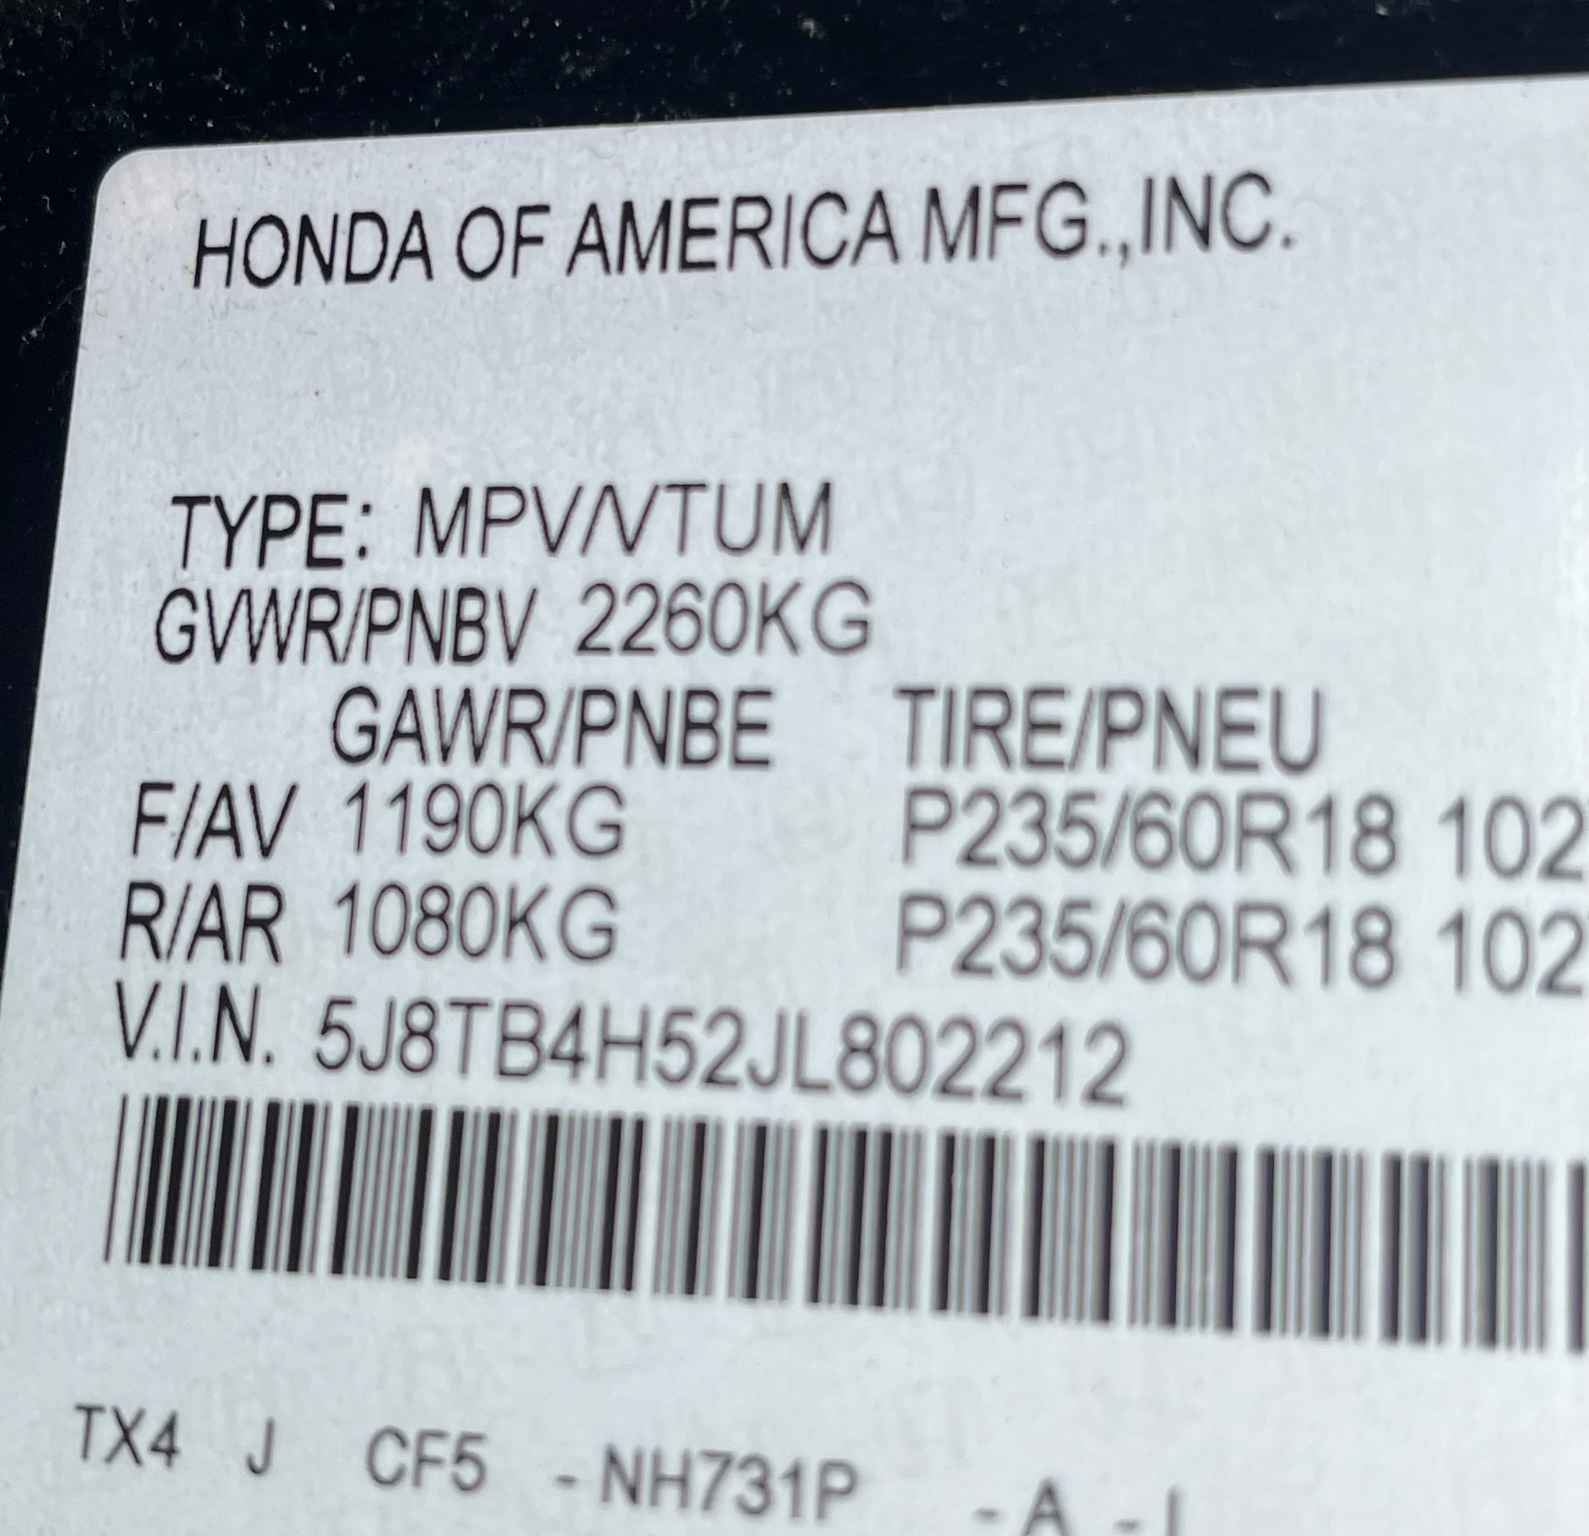 HONDA OF AMERICA MFG.,INC.
TYPE: MPV/VTUM
GVWR/PNBV 2260KG
GAWR/PNBE TIRE/PNEU
F/AV 1190KG P235/60R18 102
R/AR 1080KG P235/60R18 102
V.I.N. 5J8TB4H52JL802212
TX4 J CF5 - NH731P - A -